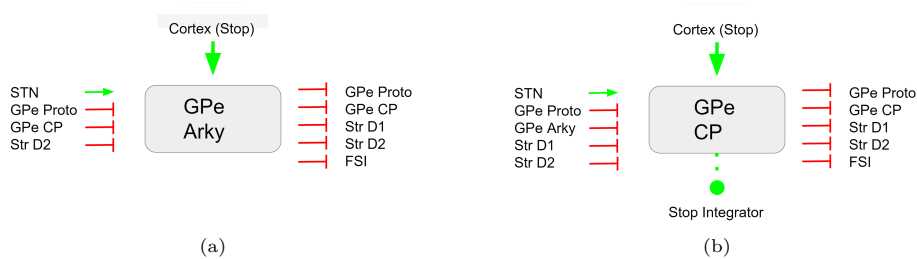 Cortex (Stop)
STN
GPe Proto
GPe CP
Str D2
GPe
Arky
GPe Proto
GPe CP
Str D1
Str D2
FSI
(a)
Cortex (Stop)
STN
GPe Proto
GPe Arky
Str D1
Str D2
GPe
CP
GPe Proto
GPe CP
Str D1
Str D2
FSI
Stop Integrator
(b)